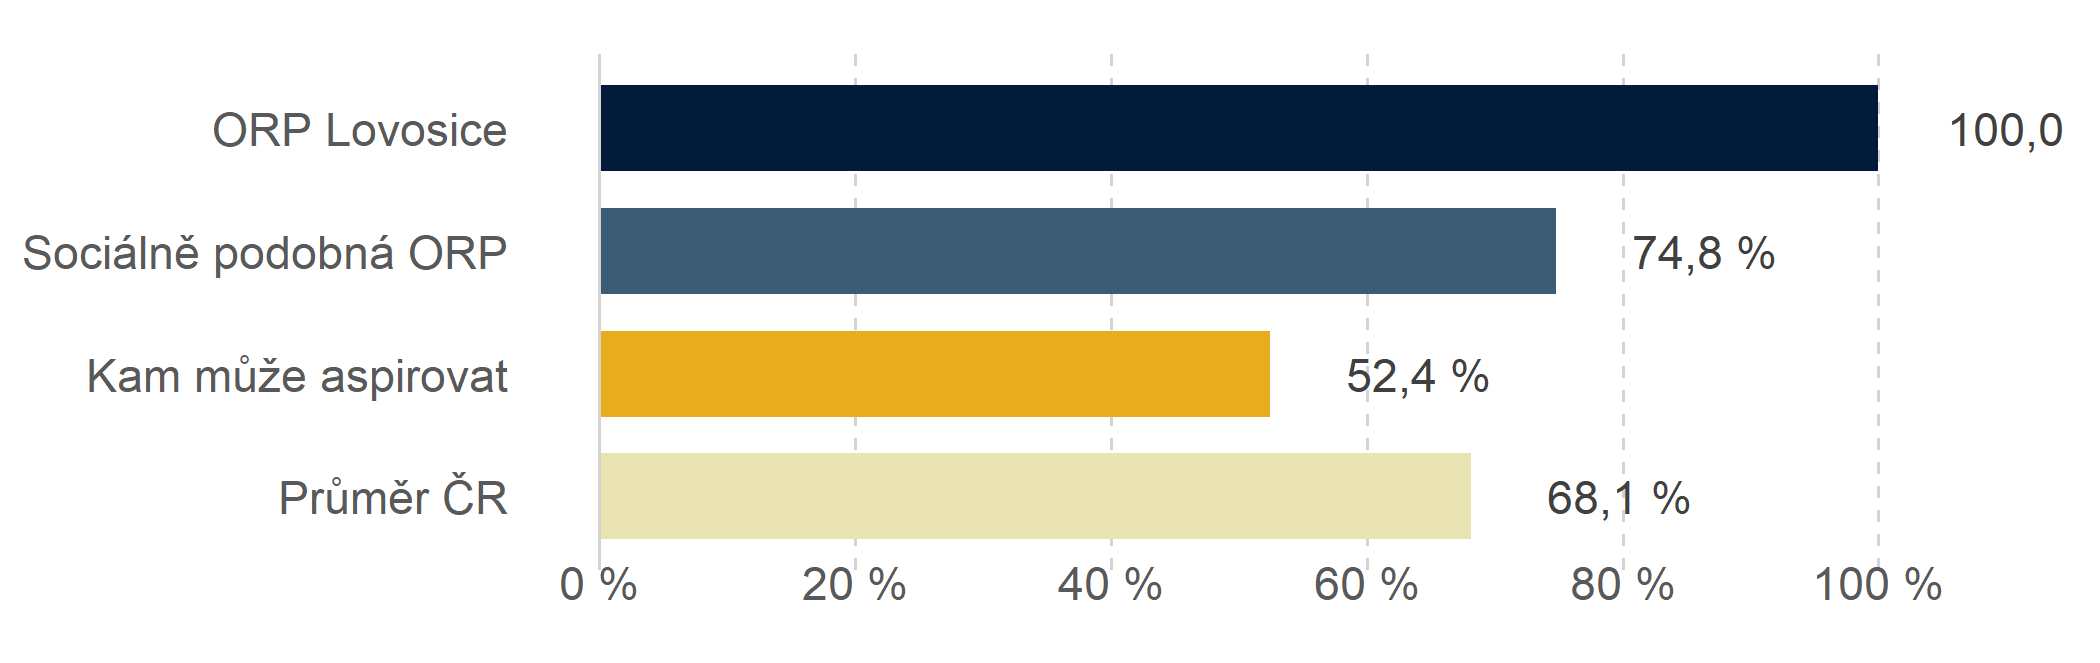 ORP Lovosice 100,0
Sociálně podobná ORP 74,8 %
Kam může aspirovat 52,4 %
Průměr ČR 68,1 %
0 % 20 % 40 % 60 % 80 % 100 %